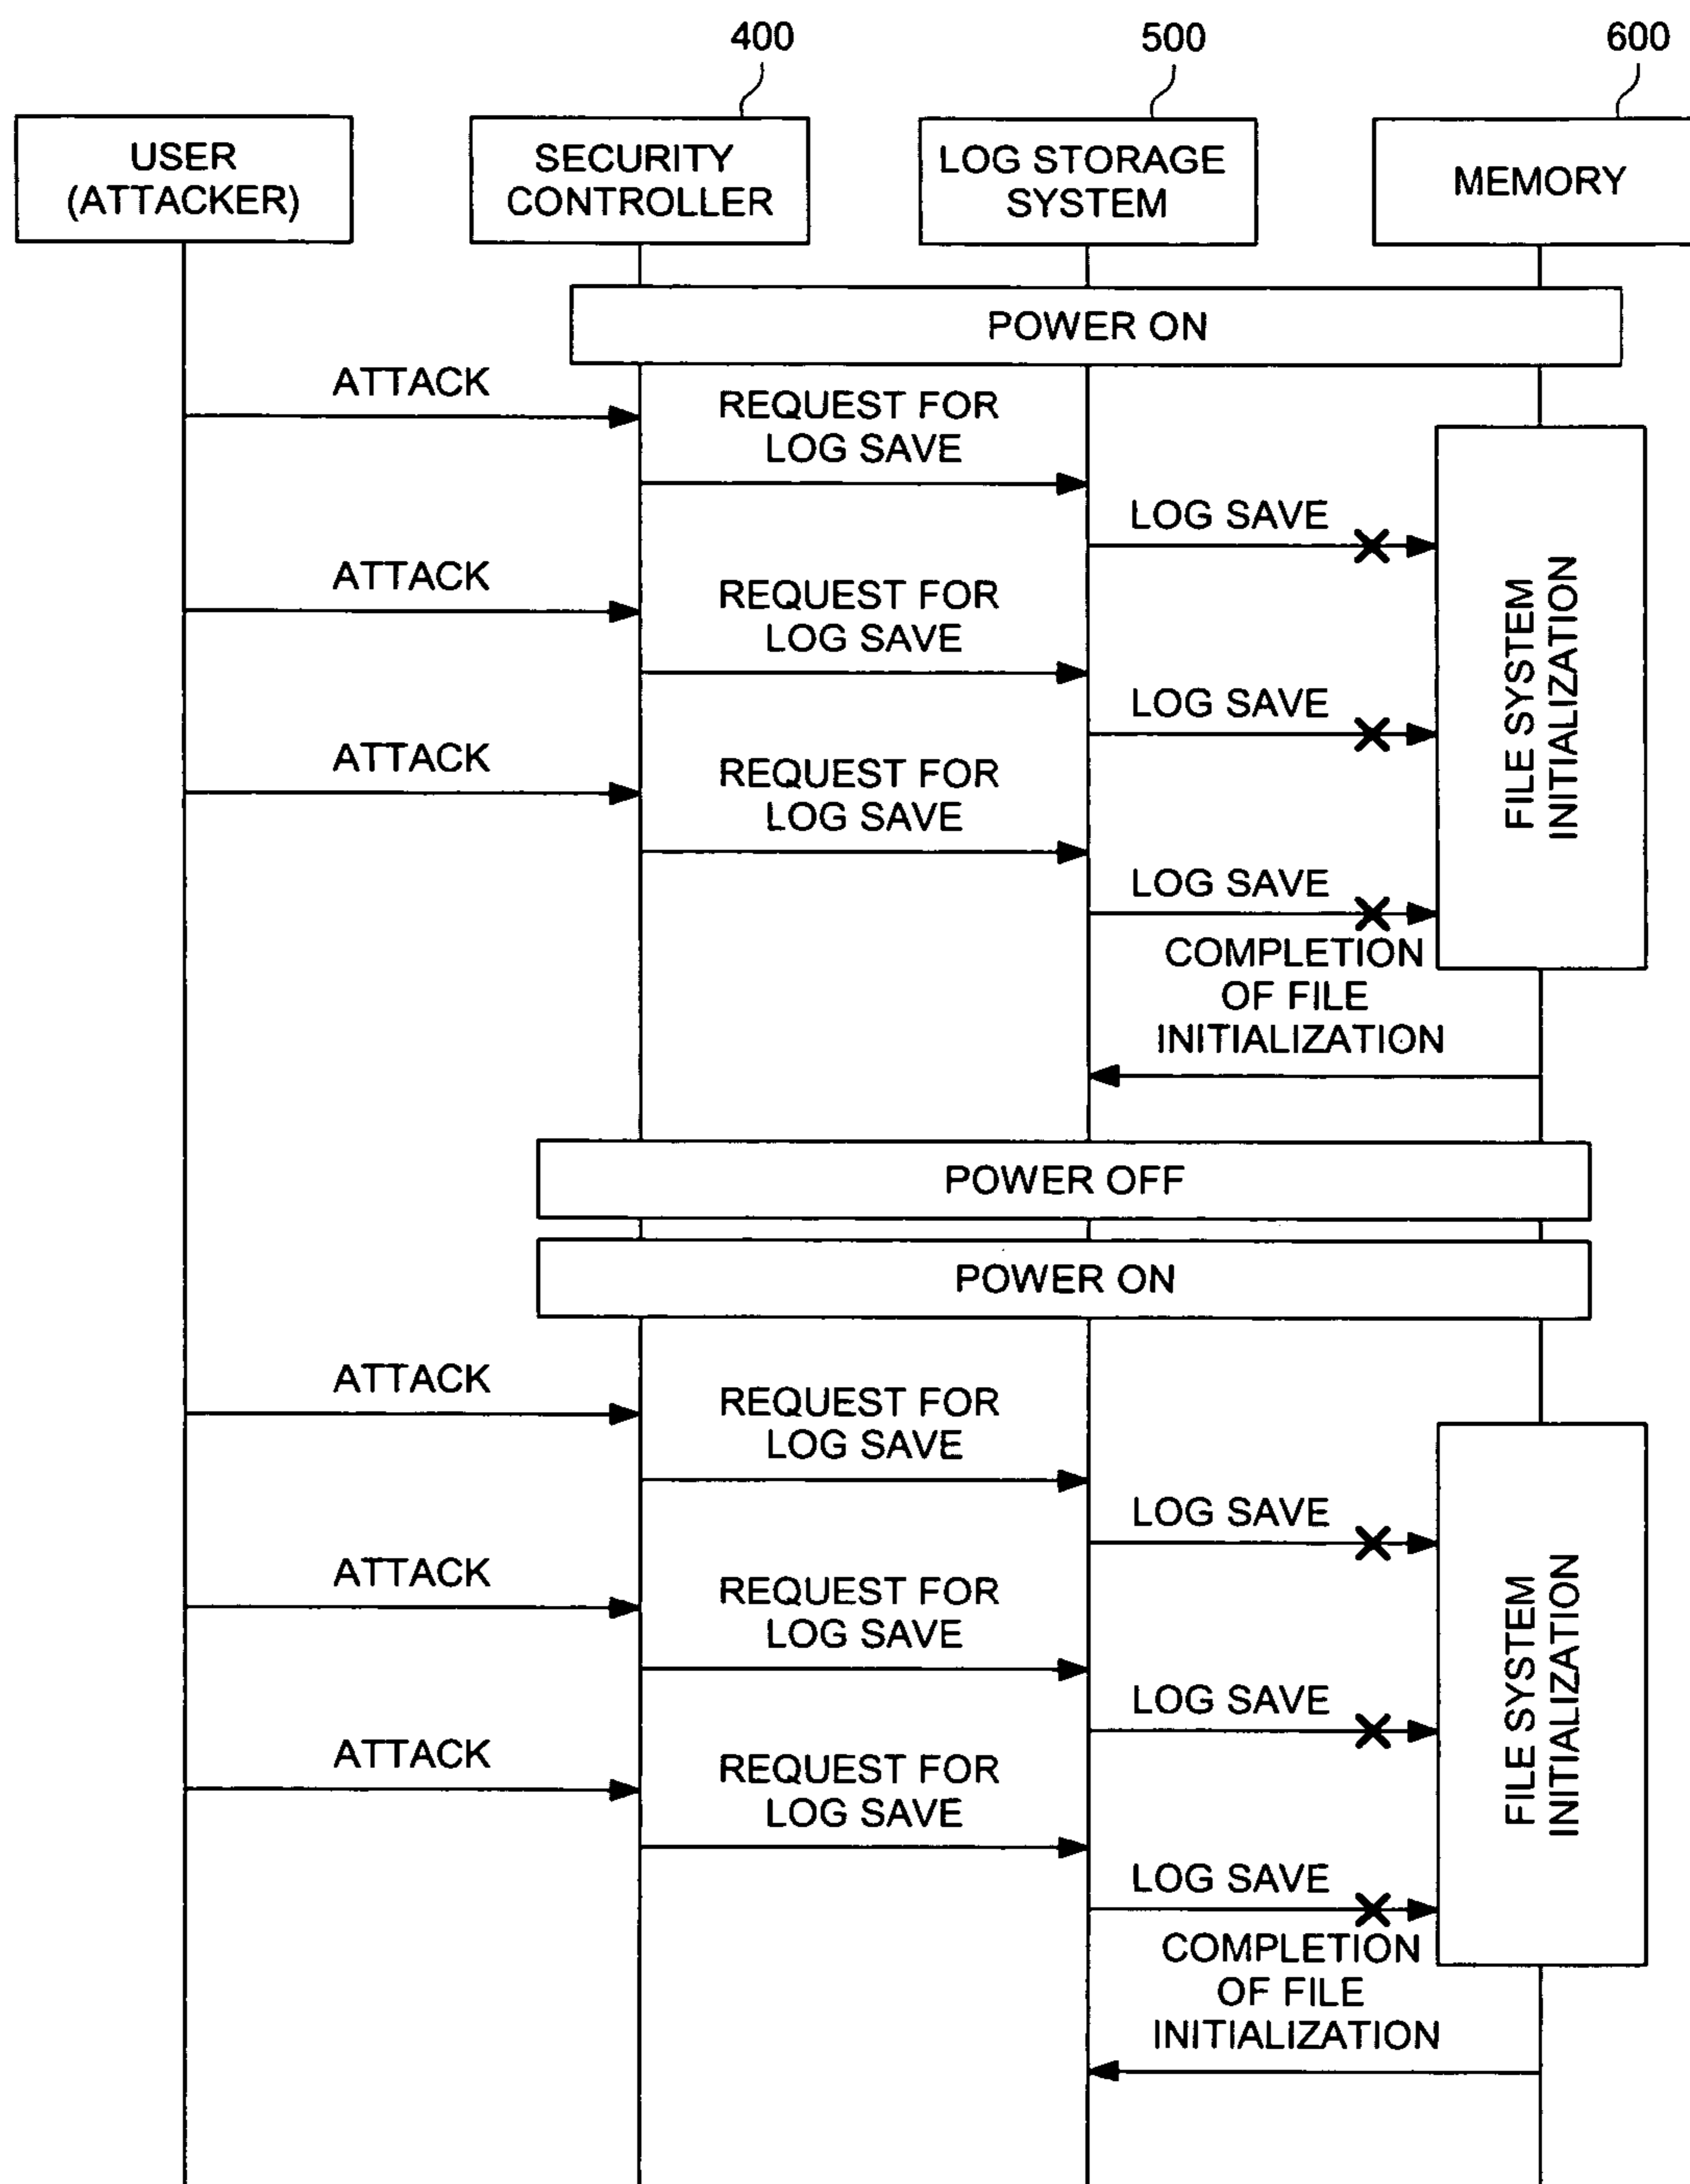 400
500
600
USER
(ATTACKER)
SECURITY
CONTROLLER
LOG STORAGE
SYSTEM
MEMORY
POWER ON
ATTACK
REQUEST FOR
LOG SAVE
LOG SAVE
ATTACK
REQUEST FOR
LOG SAVE
LOG SAVE
ATTACK
REQUEST FOR
LOG SAVE
LOG SAVE
FILE SYSTEM
INITIALIZATION
COMPLETION
OF FILE
INITIALIZATION
POWER OFF
POWER ON
ATTACK
REQUEST FOR
LOG SAVE
LOG SAVE
ATTACK
REQUEST FOR
LOG SAVE
LOG SAVE
ATTACK
REQUEST FOR
LOG SAVE
LOG SAVE
FILE SYSTEM
INITIALIZATION
COMPLETION
OF FILE
INITIALIZATION